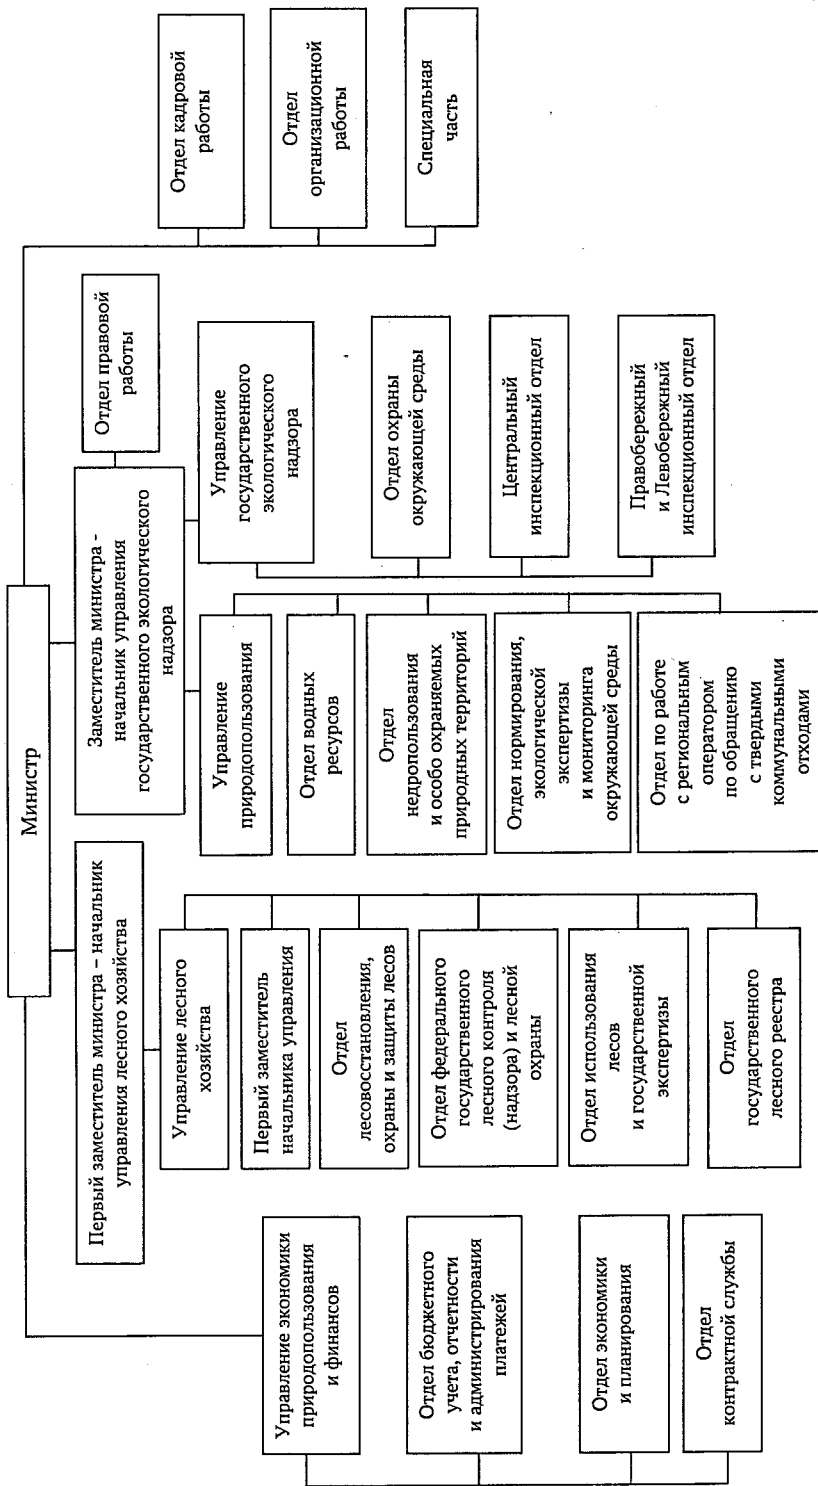 Министр
Первый заместитель министра – начальник
управления лесного хозяйства
Заместитель министра -
начальник управления
государственного экологического
надзора
Отдел правовой
работы
Отдел кадровой
работы
Отдел
организационной
работы
Специальная
часть
Управление экономики
природопользования
и финансов
Отдел бюджетного
учета, отчетности
и администрирования
платежей
Отдел экономики
и планирования
Отдел
контрактной службы
Управление лесного
хозяйства
Первый заместитель
начальника управления
Отдел
лесовосстановления,
охраны и защиты лесов
Отдел федерального
государственного
лесного контроля
(надзора) и лесной
охраны
Отдел использования
лесов
и государственной
экспертизы
Отдел
государственного
лесного реестра
Управление
природопользования
Отдел водных
ресурсов
Отдел
недропользования
и особо охраняемых
природных территорий
Отдел нормирования,
экологической
экспертизы
и мониторинга
окружающей среды
Отдел по работе
с региональным
оператором
по обращению
с твердыми
коммунальными
отходами
Управление
государственного
экологического
надзора
Отдел охраны
окружающей среды
Центральный
инспекционный отдел
Правобережный
и Левобережный
инспекционный отдел